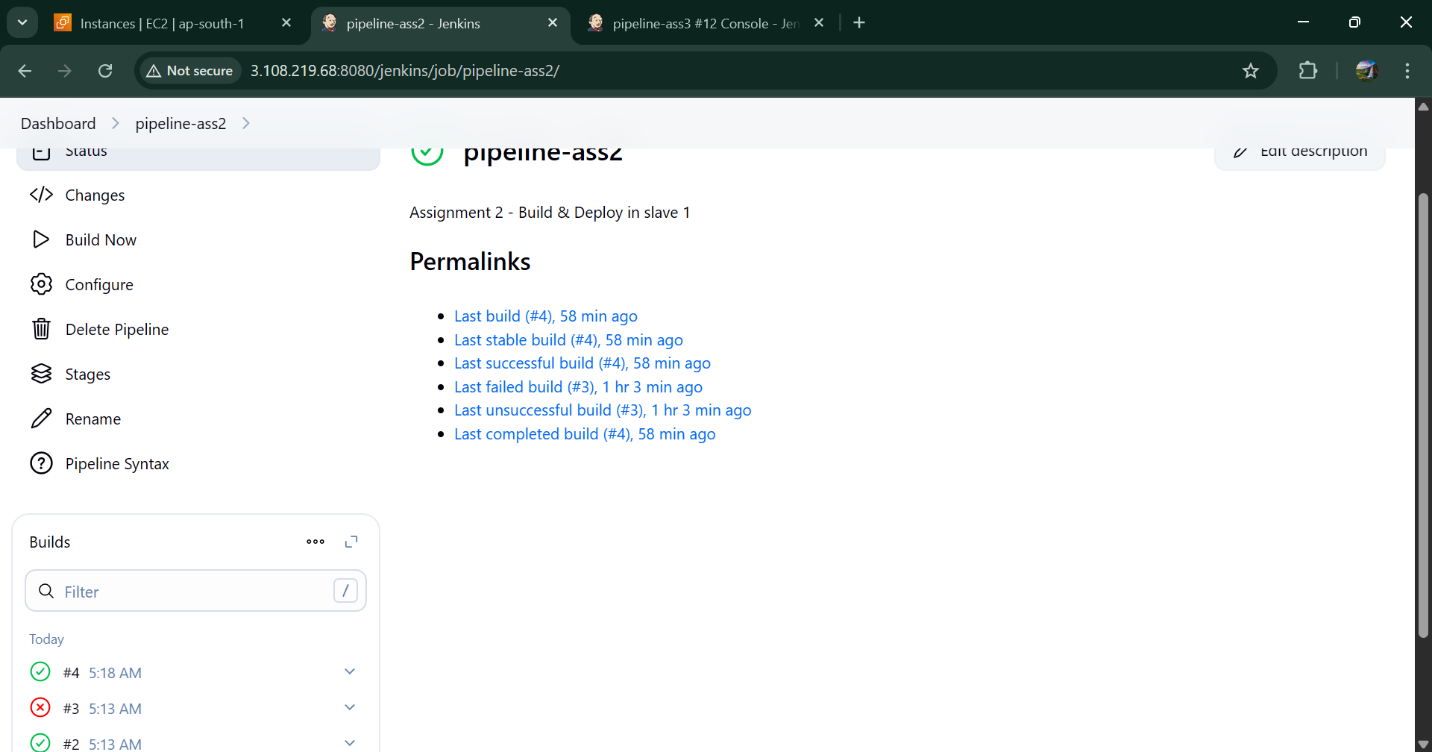 Instances | EC2 | ap-south-1
pipeline-ass2 - Jenkins
pipeline-ass3 #12 Console - Jen
Not secure
3.108.219.68:8080/jenkins/job/pipeline-ass2/
Dashboard
pipeline-ass2
Status
Changes
Build Now
Configure
Delete Pipeline
Stages
Rename
Pipeline Syntax
Builds
Filter
/
Today
#4 5:18 AM
#3 5:13 AM
#2 5:13 AM
pipeline-ass2
Edit description
Assignment 2 - Build & Deploy in slave 1
Permalinks
Last build (#4), 58 min ago
Last stable build (#4), 58 min ago
Last successful build (#4), 58 min ago
Last failed build (#3), 1 hr 3 min ago
Last unsuccessful build (#3), 1 hr 3 min ago
Last completed build (#4), 58 min ago